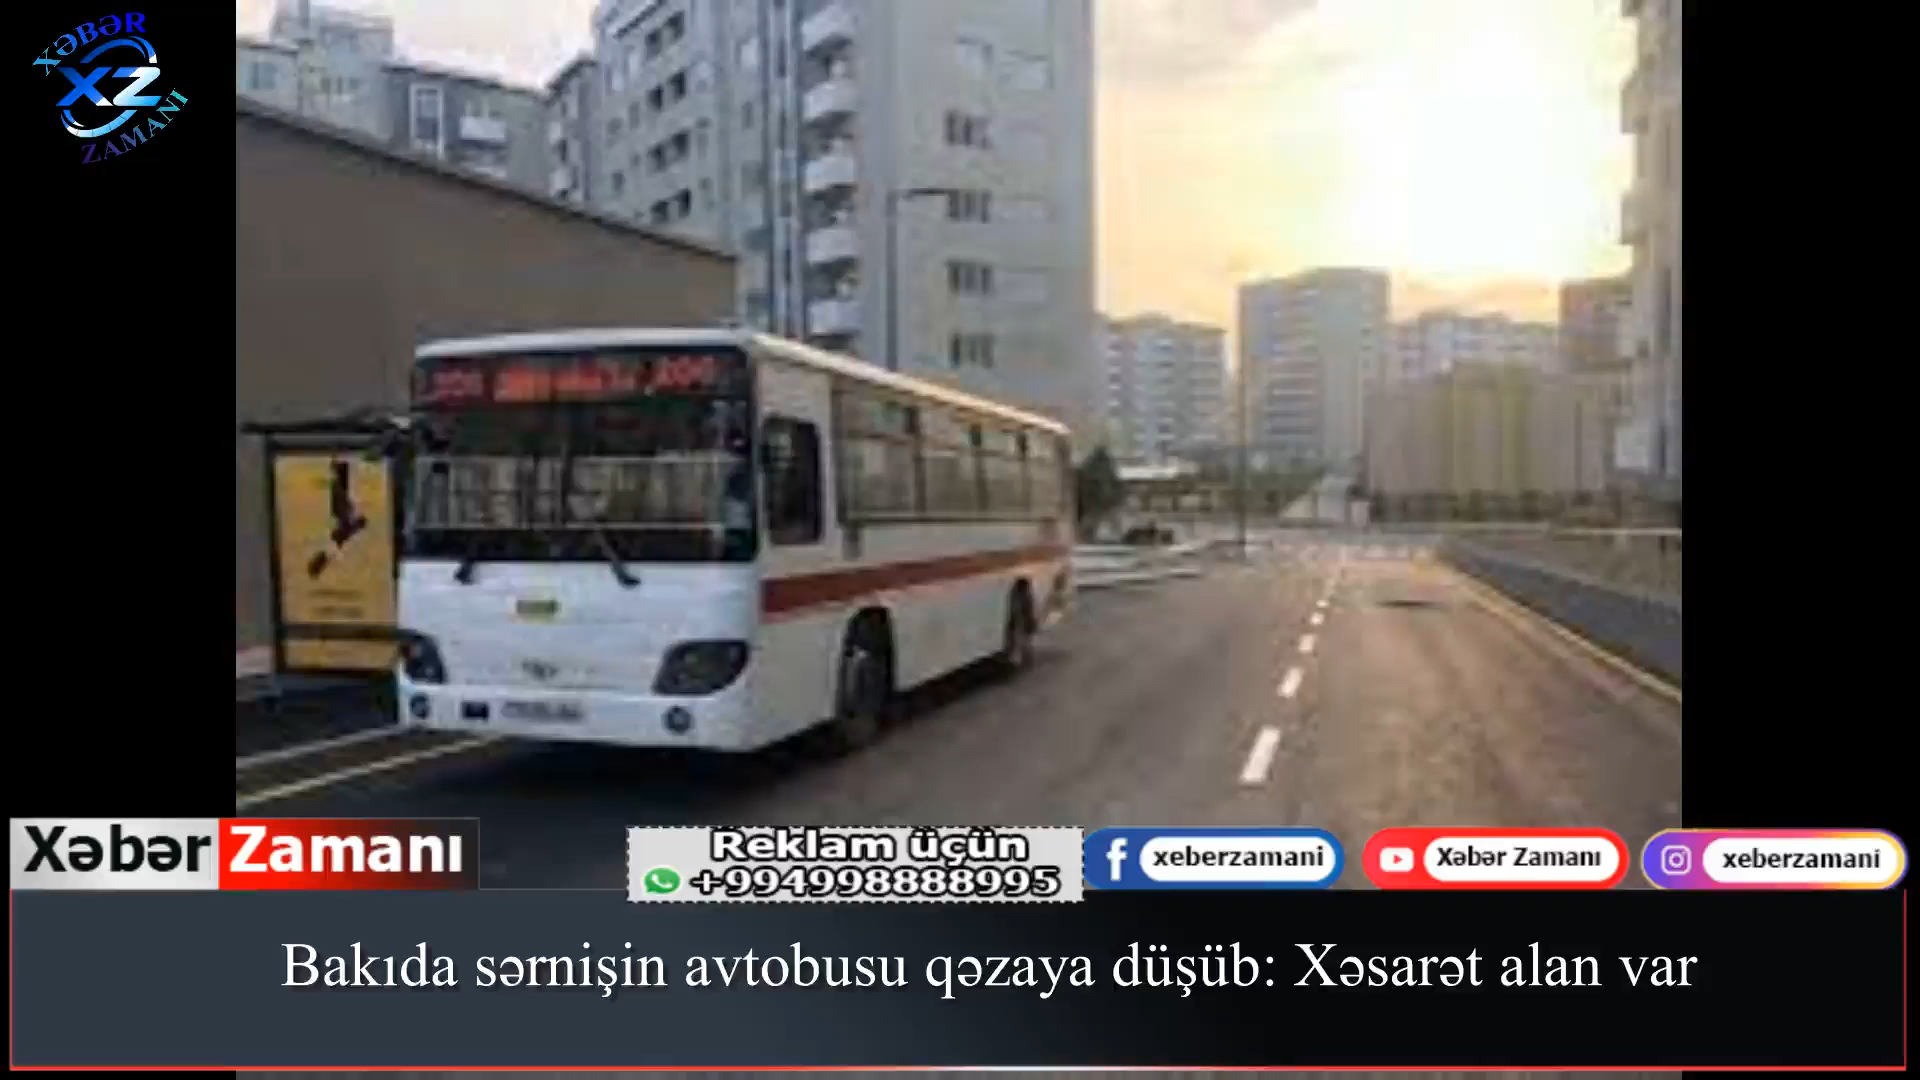 XƏBƏR
XZ
ZAMANI
Xəbər Zamanı
Reklam üçün
+994998888995
xeberzamani
Xəbər Zamanı
xeberzamani
Bakıda sərnişin avtobusu qəzaya düşüb: Xəsarət alan var